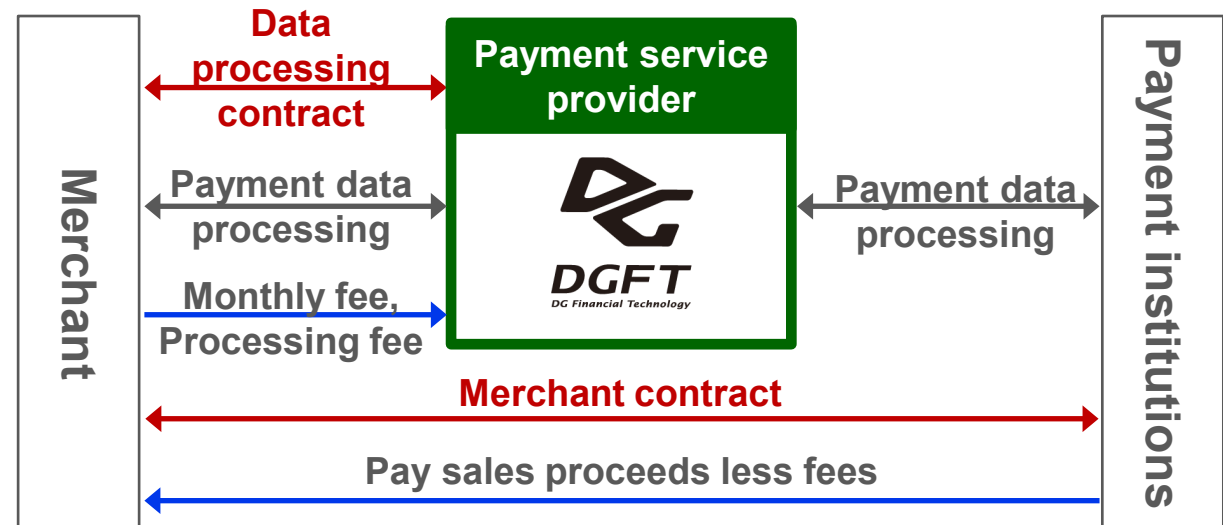 Merchant
Data
processing
contract
Payment data
processing
Monthly fee,
Processing fee
Payment service
provider
DGFT
DG Financial Technology
Payment data
processing
Merchant contract
Pay sales proceeds less fees
Payment institutions